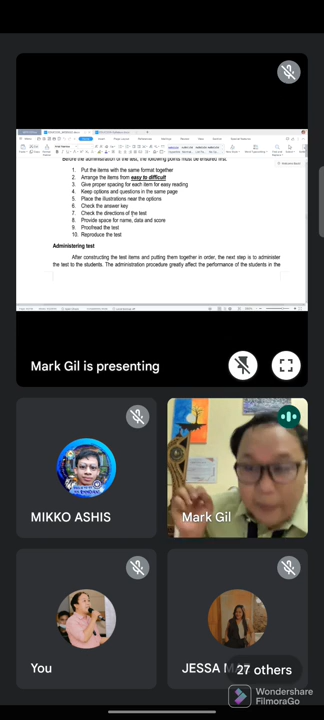 Before the administration of the test, the following points must be ensured first.
1. Put the items with the same format together
2. Arrange the items from easy to difficult
3. Give proper spacing for each item for easy reading
4. Keep options and questions in the same page
5. Place the illustrations near the options
6. Check the answer key
7. Check the directions of the test
8. Provide space for name, data and score
9. Proofread the test
10. Reproduce the test
Administering test
After constructing the test items and putting them together in order, the next step is to administer
the test to the students. The administration procedure greatly affect the performance of the students in the
Mark Gil is presenting
MIKKO ASHIS
Mark Gil
You
JESSA
27 others
Wondershare
FilmoraGo